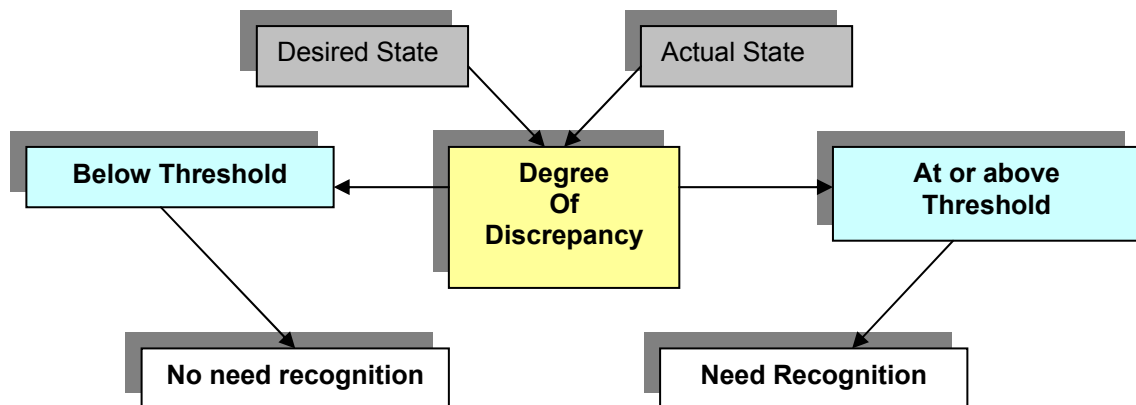 Desired State
Actual State
Below Threshold
Degree
Of
Discrepancy
At or above
Threshold
No need recognition
Need Recognition